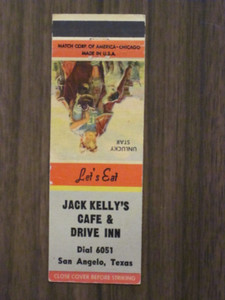 MATCH CORP. OF AMERICA-CHICAGO
MADE IN U.S.A.
UNLUCKY
STAR
Let's Eat
JACK KELLY'S
CAFE &
DRIVE INN
Dial 6051
San Angelo, Texas
CLOSE COVER BEFORE STRIKING